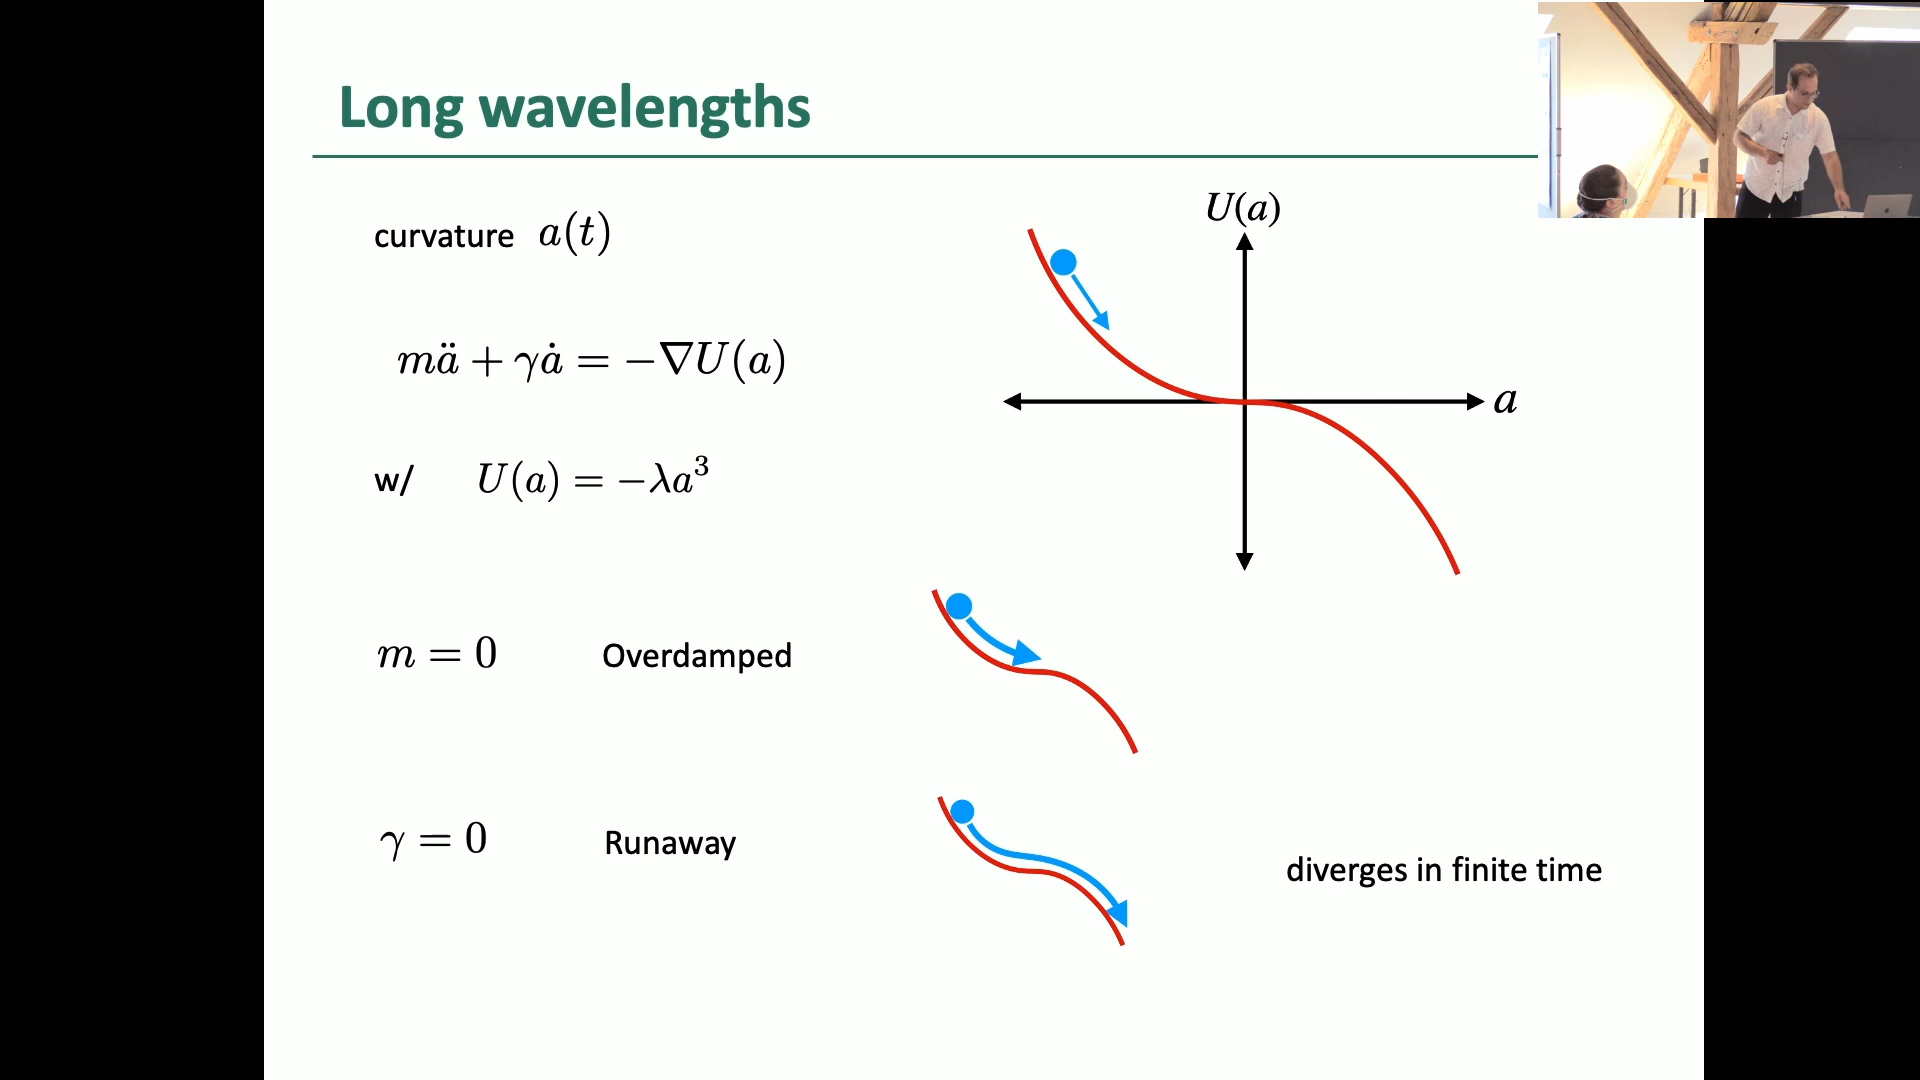 Long wavelengths
curvature a(t)
mä + γȧ = −∇U(a)
w/ U(a) = −λa³
U(a)
a
m = 0 Overdamped
γ = 0 Runaway
diverges in finite time